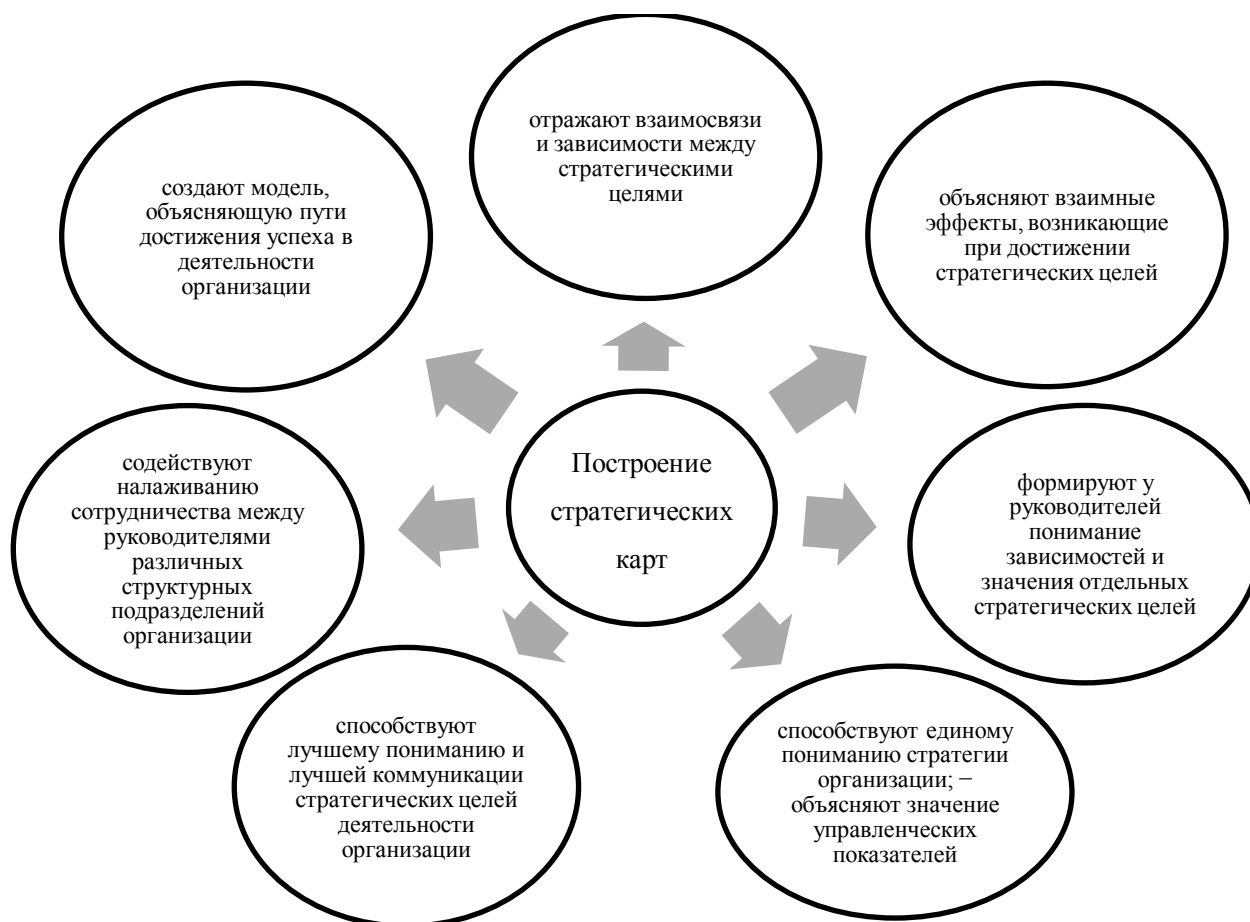 отражают взаимосвязи
и зависимости между
стратегическими
целями
объясняют взаимные
эффекты, возникающие
при достижении
стратегических целей
формируют у
руководителей
понимание
зависимостей и
значения отдельных
стратегических целей
способствуют единому
пониманию стратегии
организации; −
объясняют значение
управленческих
показателей
способствуют
лучшему пониманию и
лучшей коммуникации
стратегических целей
деятельности
организации
содействуют
налаживанию
сотрудничества между
руководителями
различных
структурных
подразделений
организации
создают модель,
объясняющую пути
достижения успеха в
деятельности
организации
Построение
стратегических
карт